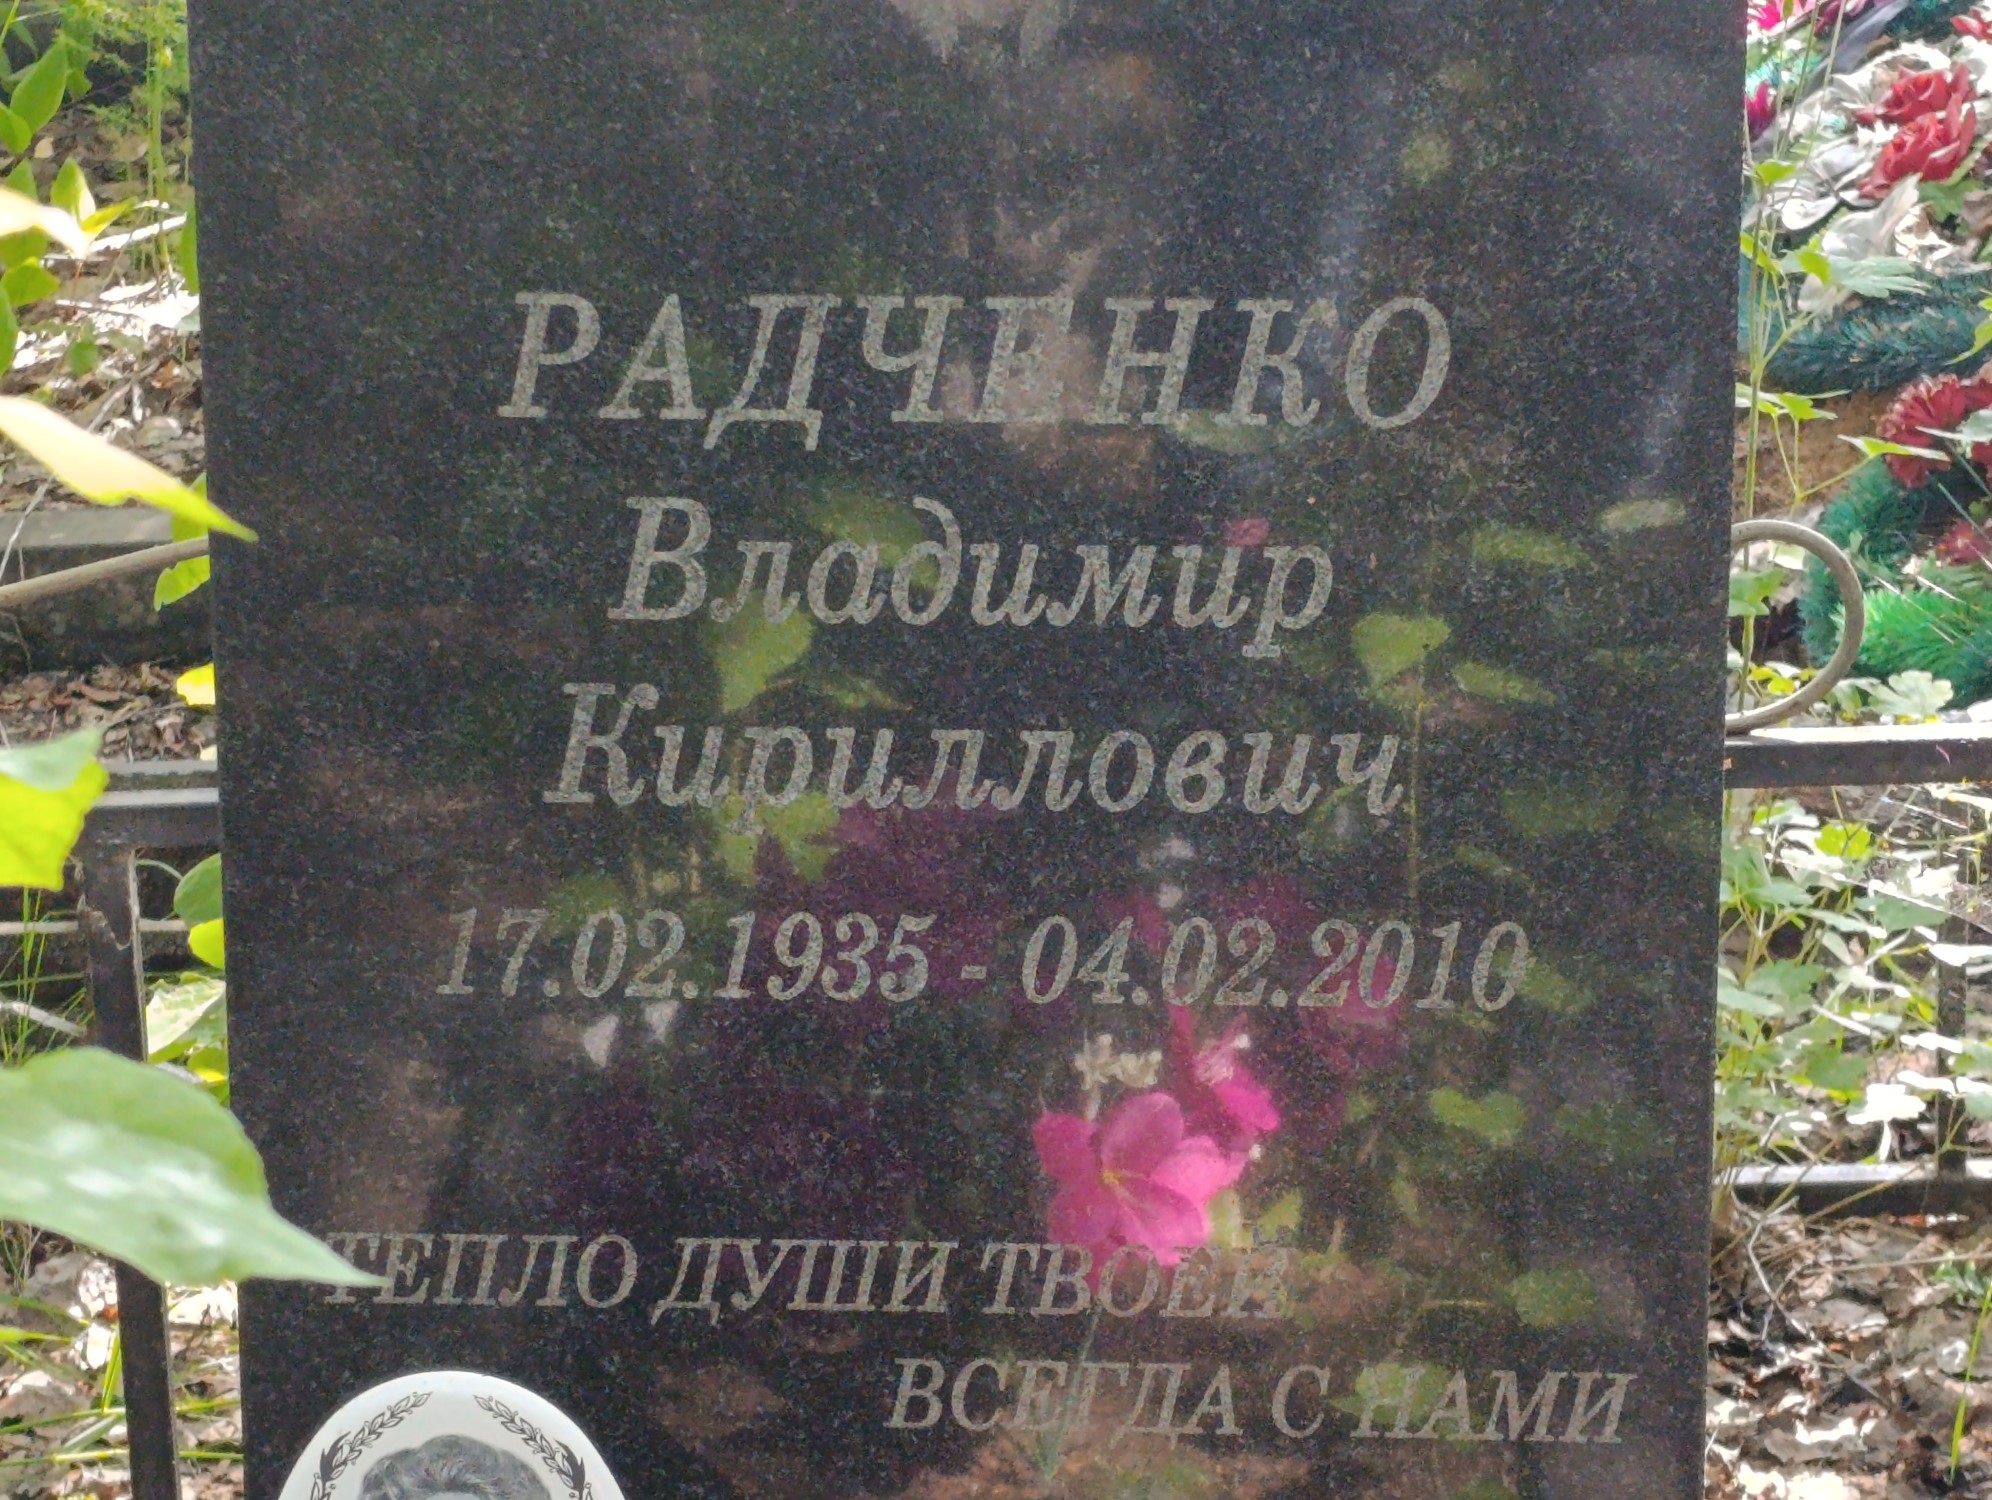 РАДЧЕНКО
Владимир
Кириллович
17.02.1935 - 04.02.2010
ТЕПЛО ДУШИ ТВОЕЙ
ВСЕГДА С НАМИ